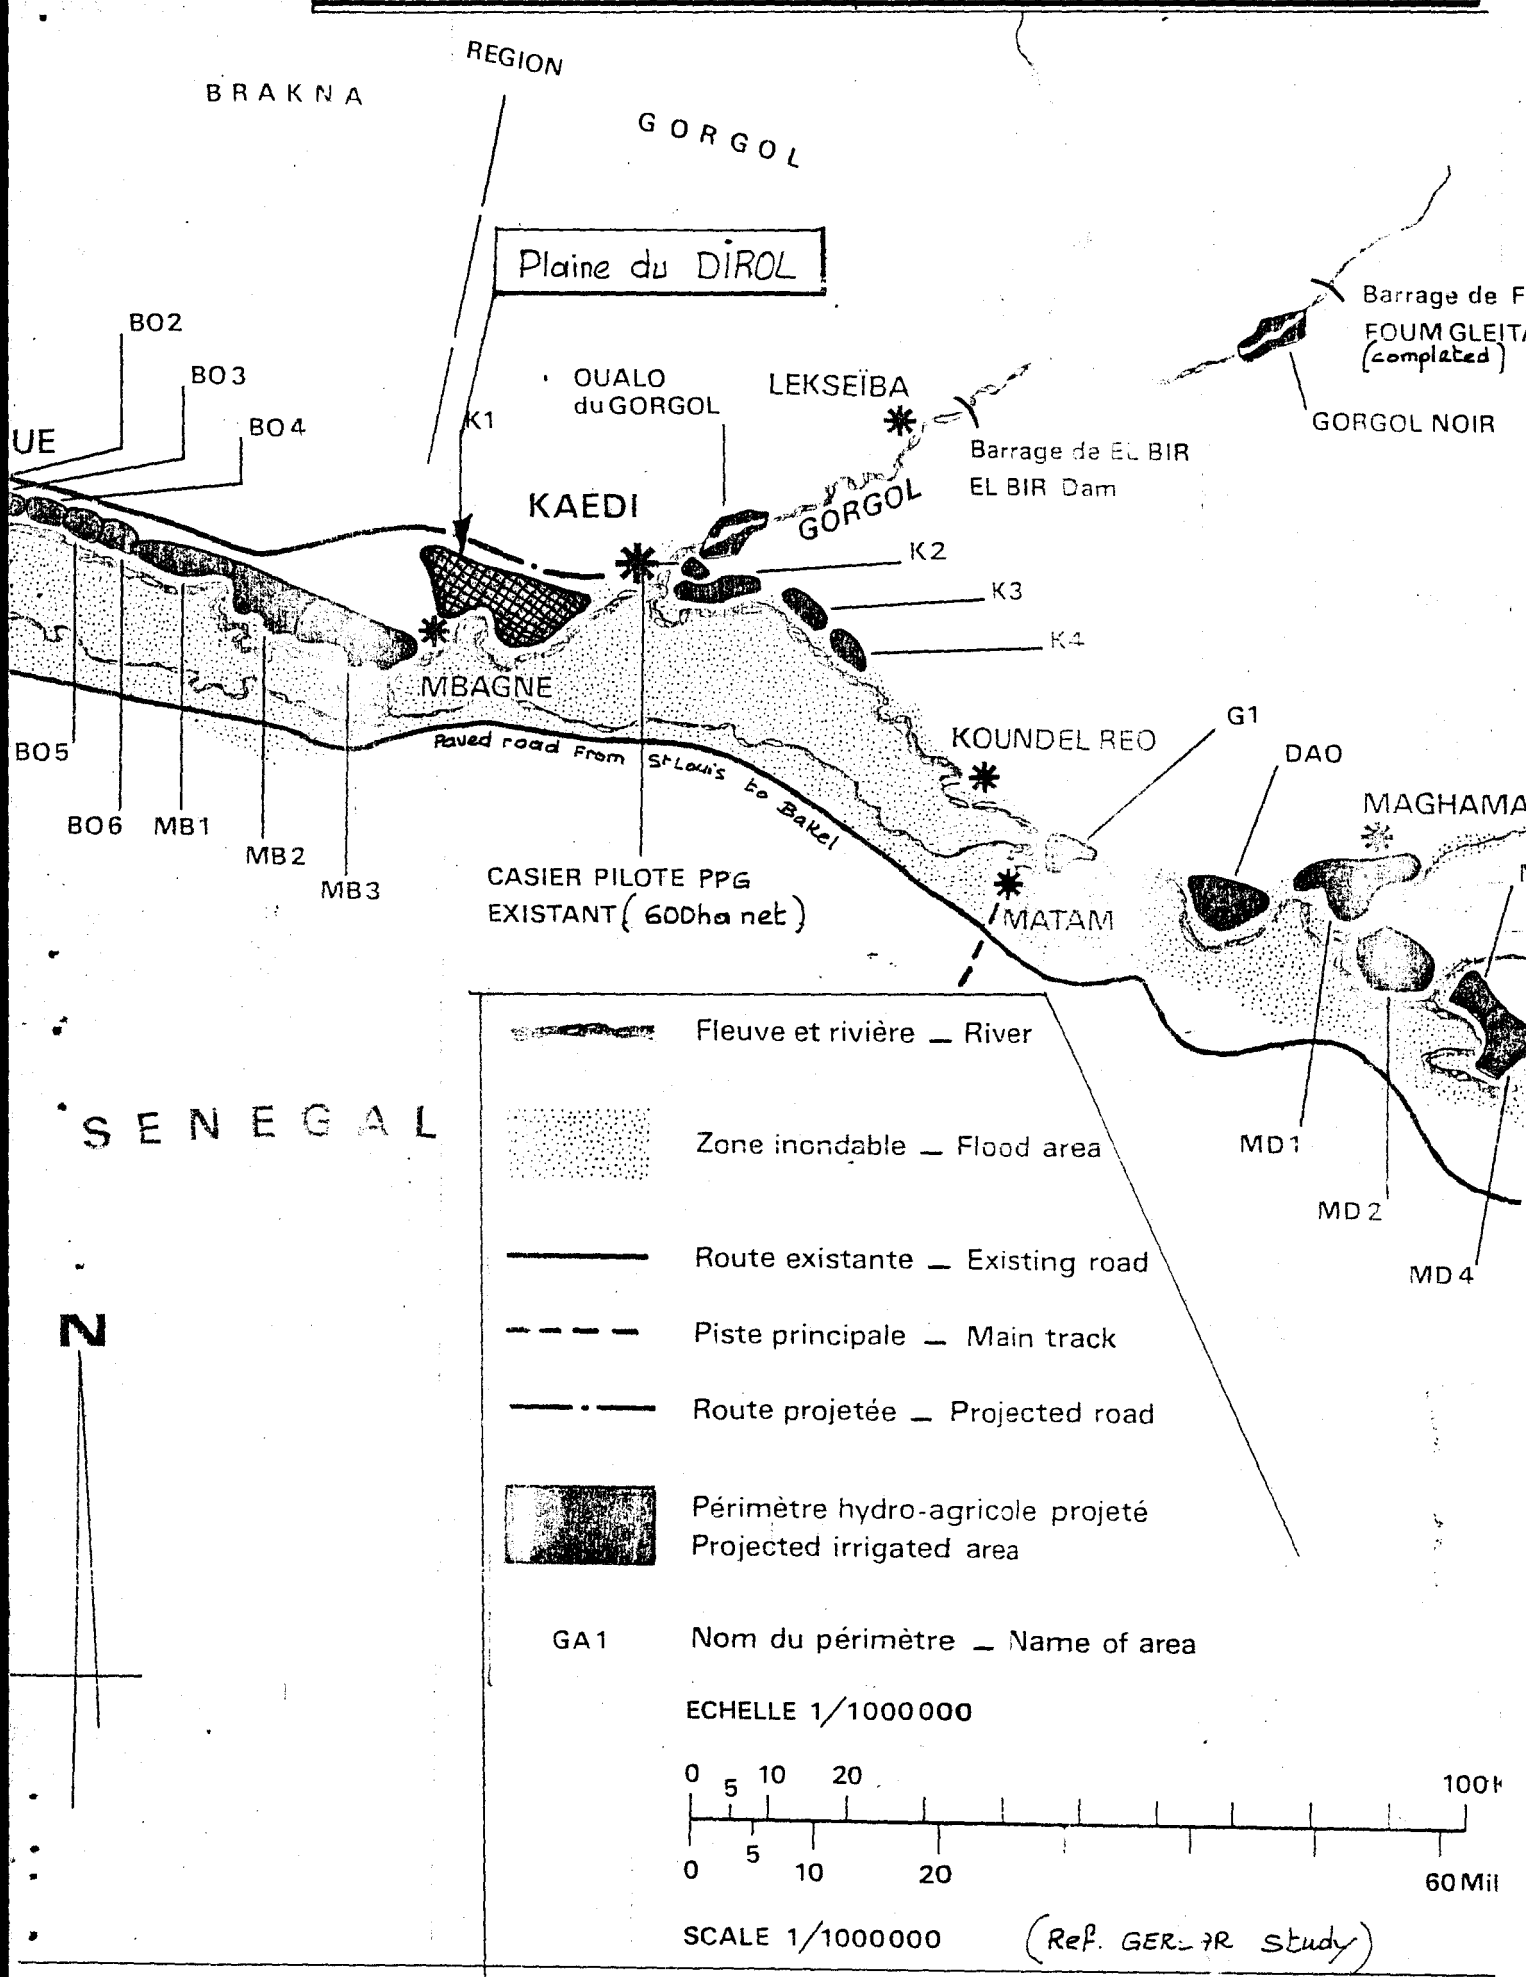 REGION
BRAKNA
GORGOL
Plaine du DIROL
Barrage de F
FOUM GLEITA
(completed)
GORGOL NOIR
BO2
BO3
BO4
UE
K1
OUALO
du GORGOL
LEKSEÏBA
Barrage de EL BIR
EL BIR Dam
KAEDI
GORGOL
K2
K3
K4
MBAGNE
Paved road From St Louis to Bakel
KOUNDEL REO
G1
DAO
MAGHAMA
BO5
BO6
MB1
MB2
MB3
CASIER PILOTE PPG
EXISTANT (600ha net)
MATAM
MD1
MD2
MD4
SENEGAL
N
Fleuve et rivière – River
Zone inondable – Flood area
Route existante – Existing road
Piste principale – Main track
Route projetée – Projected road
Périmètre hydro-agricole projeté
Projected irrigated area
GA1 Nom du périmètre – Name of area
ECHELLE 1/1000000
0 5 10 20 100
0 5 10 20 60 Mil
SCALE 1/1000000 (Ref. study)